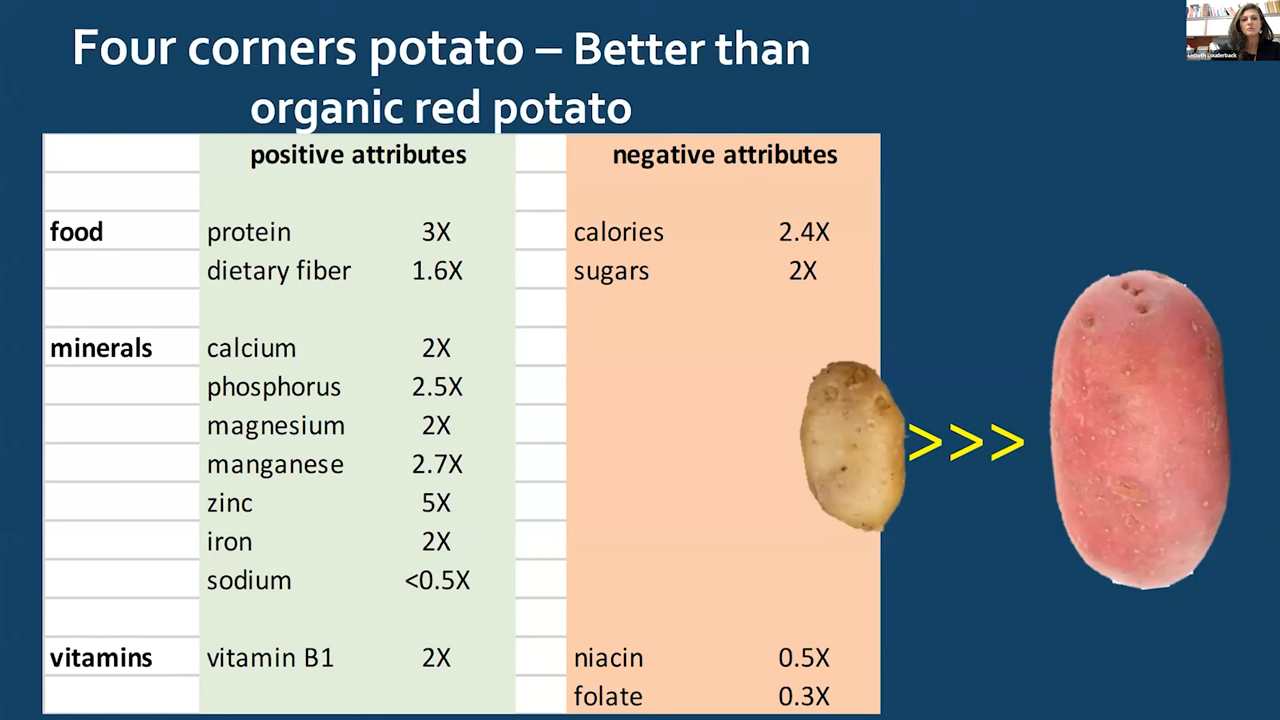 Four corners potato – Better than
organic red potato
positive attributes negative attributes
food protein 3X calories 2.4X
dietary fiber 1.6X sugars 2X
minerals calcium 2X
phosphorus 2.5X
magnesium 2X
manganese 2.7X
zinc 5X
iron 2X
sodium <0.5X
vitamins vitamin B1 2X niacin 0.5X
folate 0.3X
>>>
Lisbeth Louderback